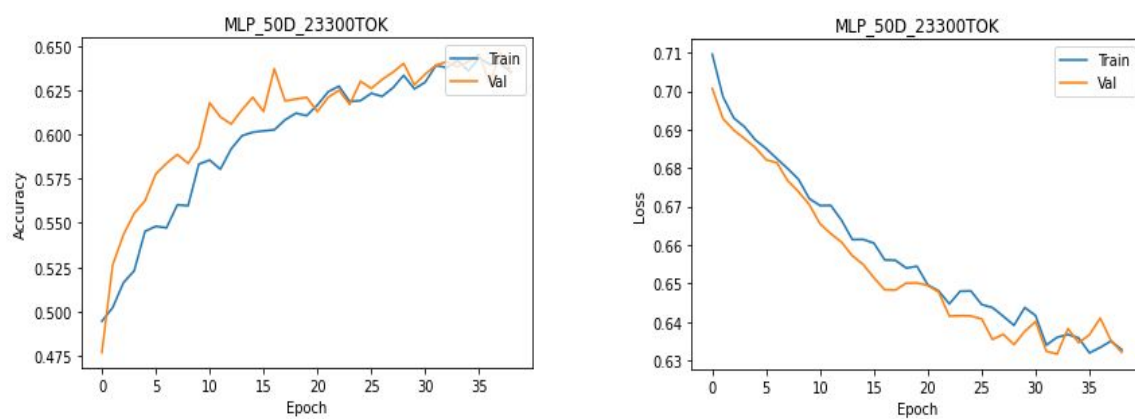 MLP_50D_23300TOK
0.650
0.625
0.600
0.575
0.550
0.525
0.500
0.475
Accuracy
Train
Val
0 5 10 15 20 25 30 35
Epoch
MLP_50D_23300TOK
0.71
0.70
0.69
0.68
0.67
0.66
0.65
0.64
0.63
Loss
Train
Val
0 5 10 15 20 25 30 35
Epoch